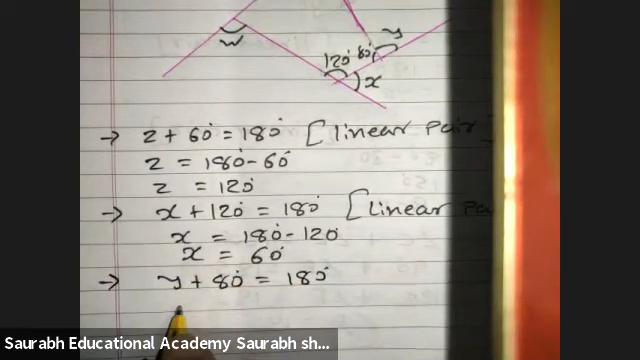 w
120° 80°
y
x
→ z + 60° = 180° [linear pair
z = 180° - 60°
z = 120°
→ x + 120° = 180° [linear pa
x = 180° - 120
x = 60°
→ y + 80° = 180°
Saurabh Educational Academy Saurabh sh...